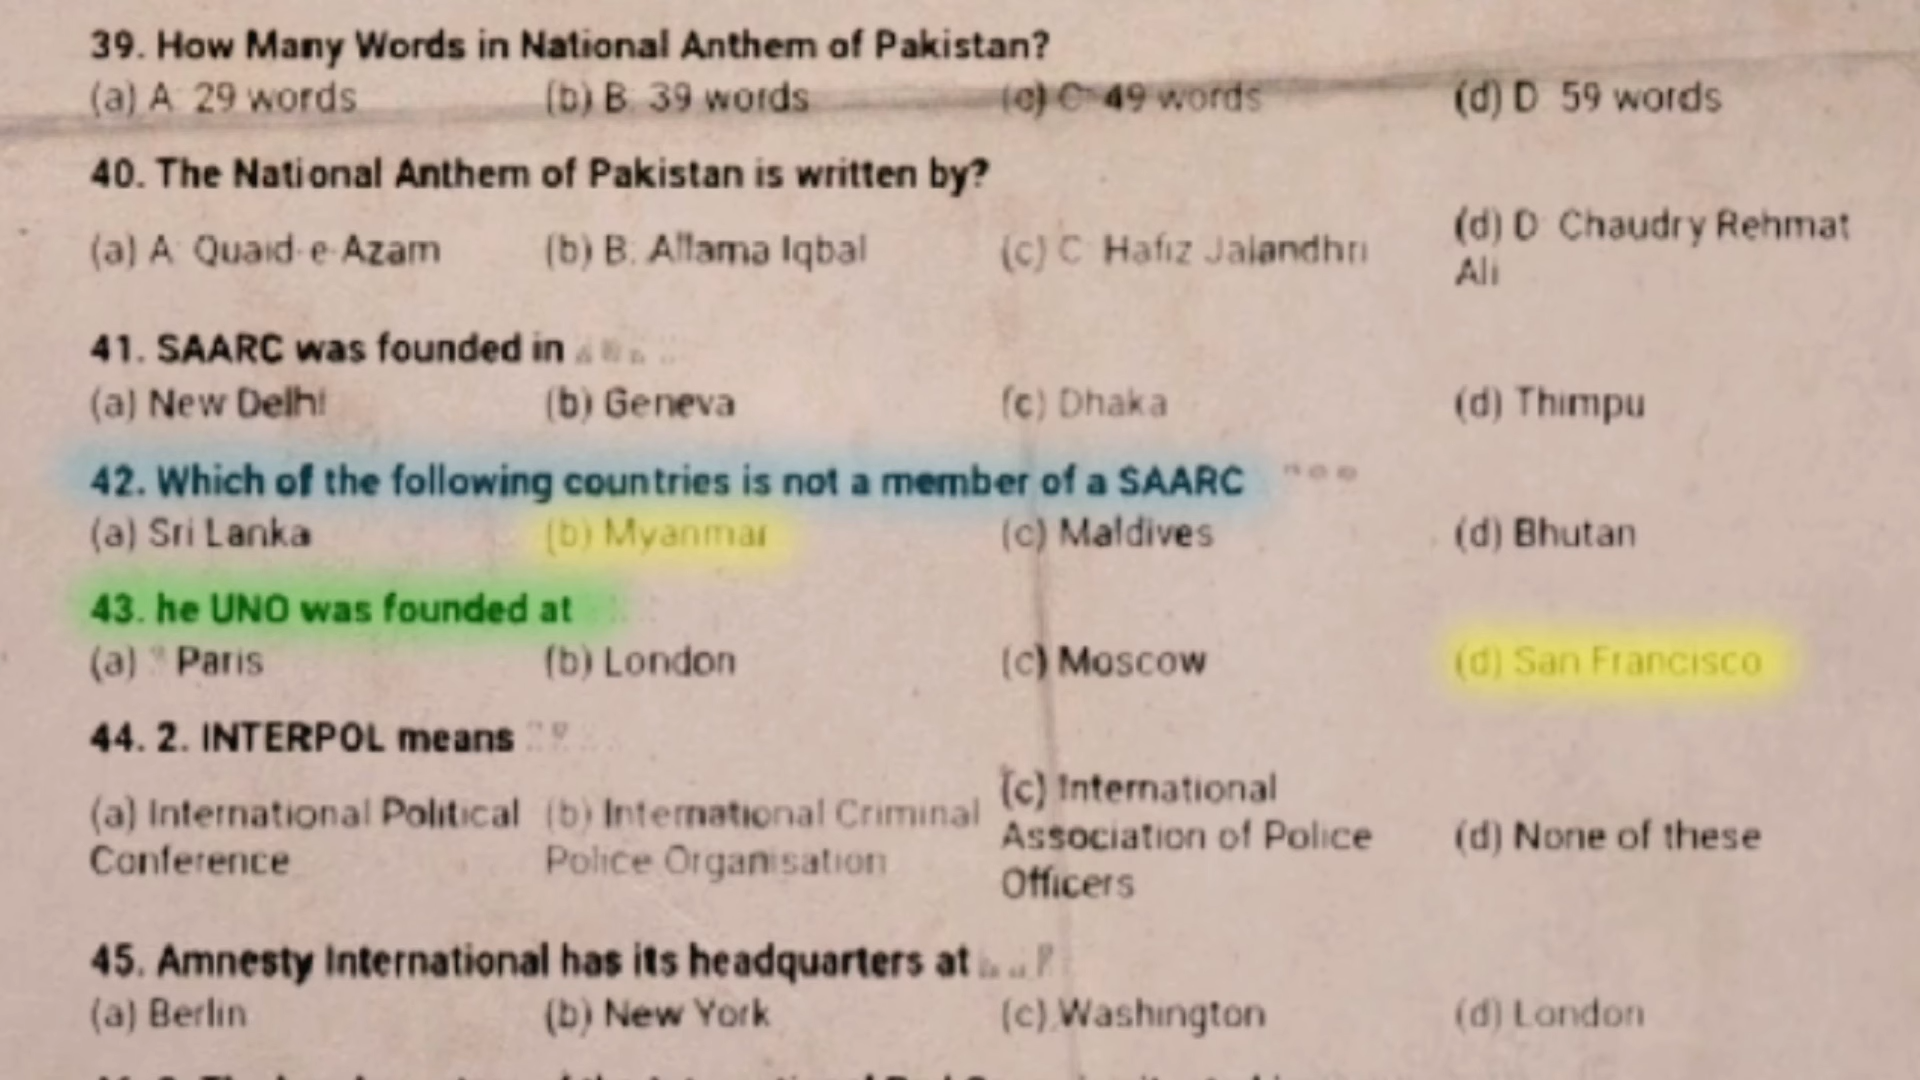 39. How Many Words in National Anthem of Pakistan?
(a) A 29 words (b) B. 39 words (c) C 49 words (d) D 59 words
40. The National Anthem of Pakistan is written by?
(a) A Quaid-e-Azam (b) B. Allama Iqbal (c) C Hafiz Jalandhri (d) D Chaudry Rehmat
Ali
41. SAARC was founded in
(a) New Delhi (b) Geneva (c) Dhaka (d) Thimpu
42. Which of the following countries is not a member of a SAARC
(a) Sri Lanka (b) Myanmar (c) Maldives (d) Bhutan
43. he UNO was founded at
(a) Paris (b) London (c) Moscow (d) San Francisco
44. 2. INTERPOL means
(a) International Political Conference (b) International Criminal Police Organisation (c) International Association of Police Officers (d) None of these
45. Amnesty International has its headquarters at
(a) Berlin (b) New York (c) Washington (d) London